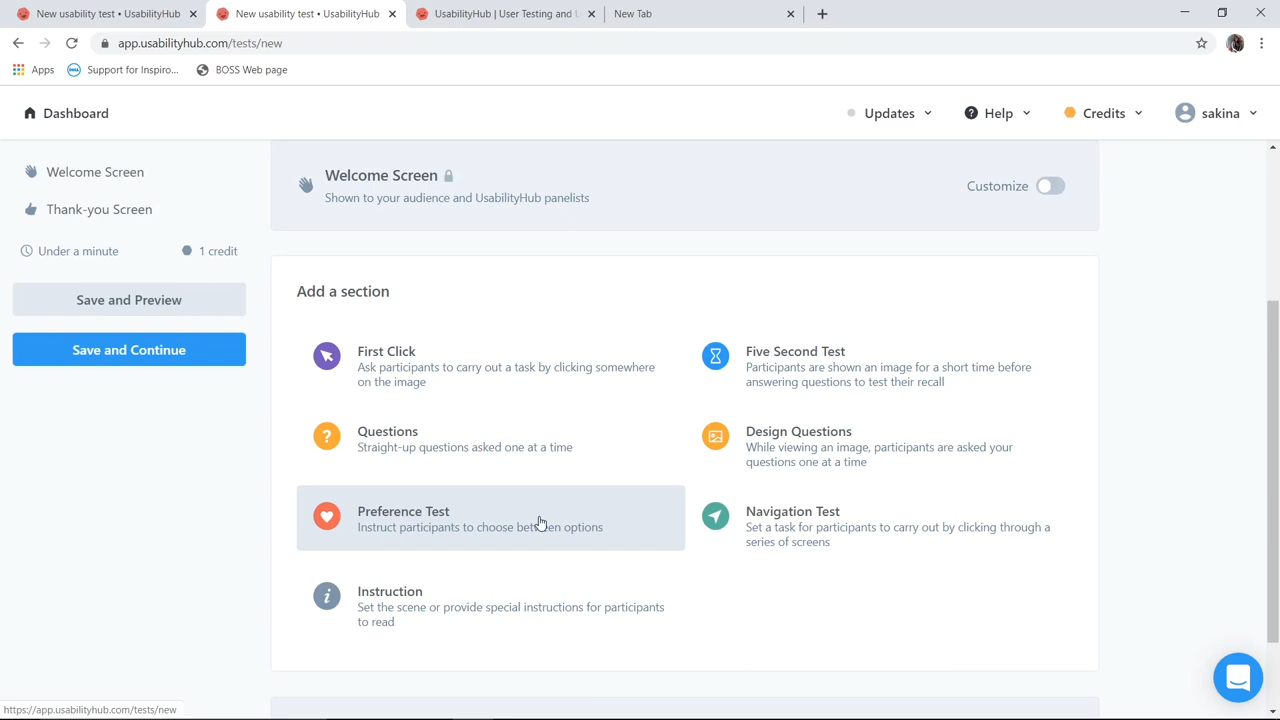 New usability test • UsabilityHub
New usability test • UsabilityHub
UsabilityHub | User Testing and
New Tab
app.usabilityhub.com/tests/new
Apps
Support for Inspiro...
BOSS Web page
Dashboard
Updates
Help
Credits
sakina
Welcome Screen
Thank-you Screen
Under a minute
1 credit
Save and Preview
Save and Continue
Welcome Screen
Shown to your audience and UsabilityHub panelists
Customize
Add a section
First Click
Ask participants to carry out a task by clicking somewhere
on the image
Five Second Test
Participants are shown an image for a short time before
answering questions to test their recall
Questions
Straight-up questions asked one at a time
Design Questions
While viewing an image, participants are asked your
questions one at a time
Preference Test
Instruct participants to choose between options
Navigation Test
Set a task for participants to carry out by clicking through a
series of screens
Instruction
Set the scene or provide special instructions for participants
to read
https://app.usabilityhub.com/tests/new